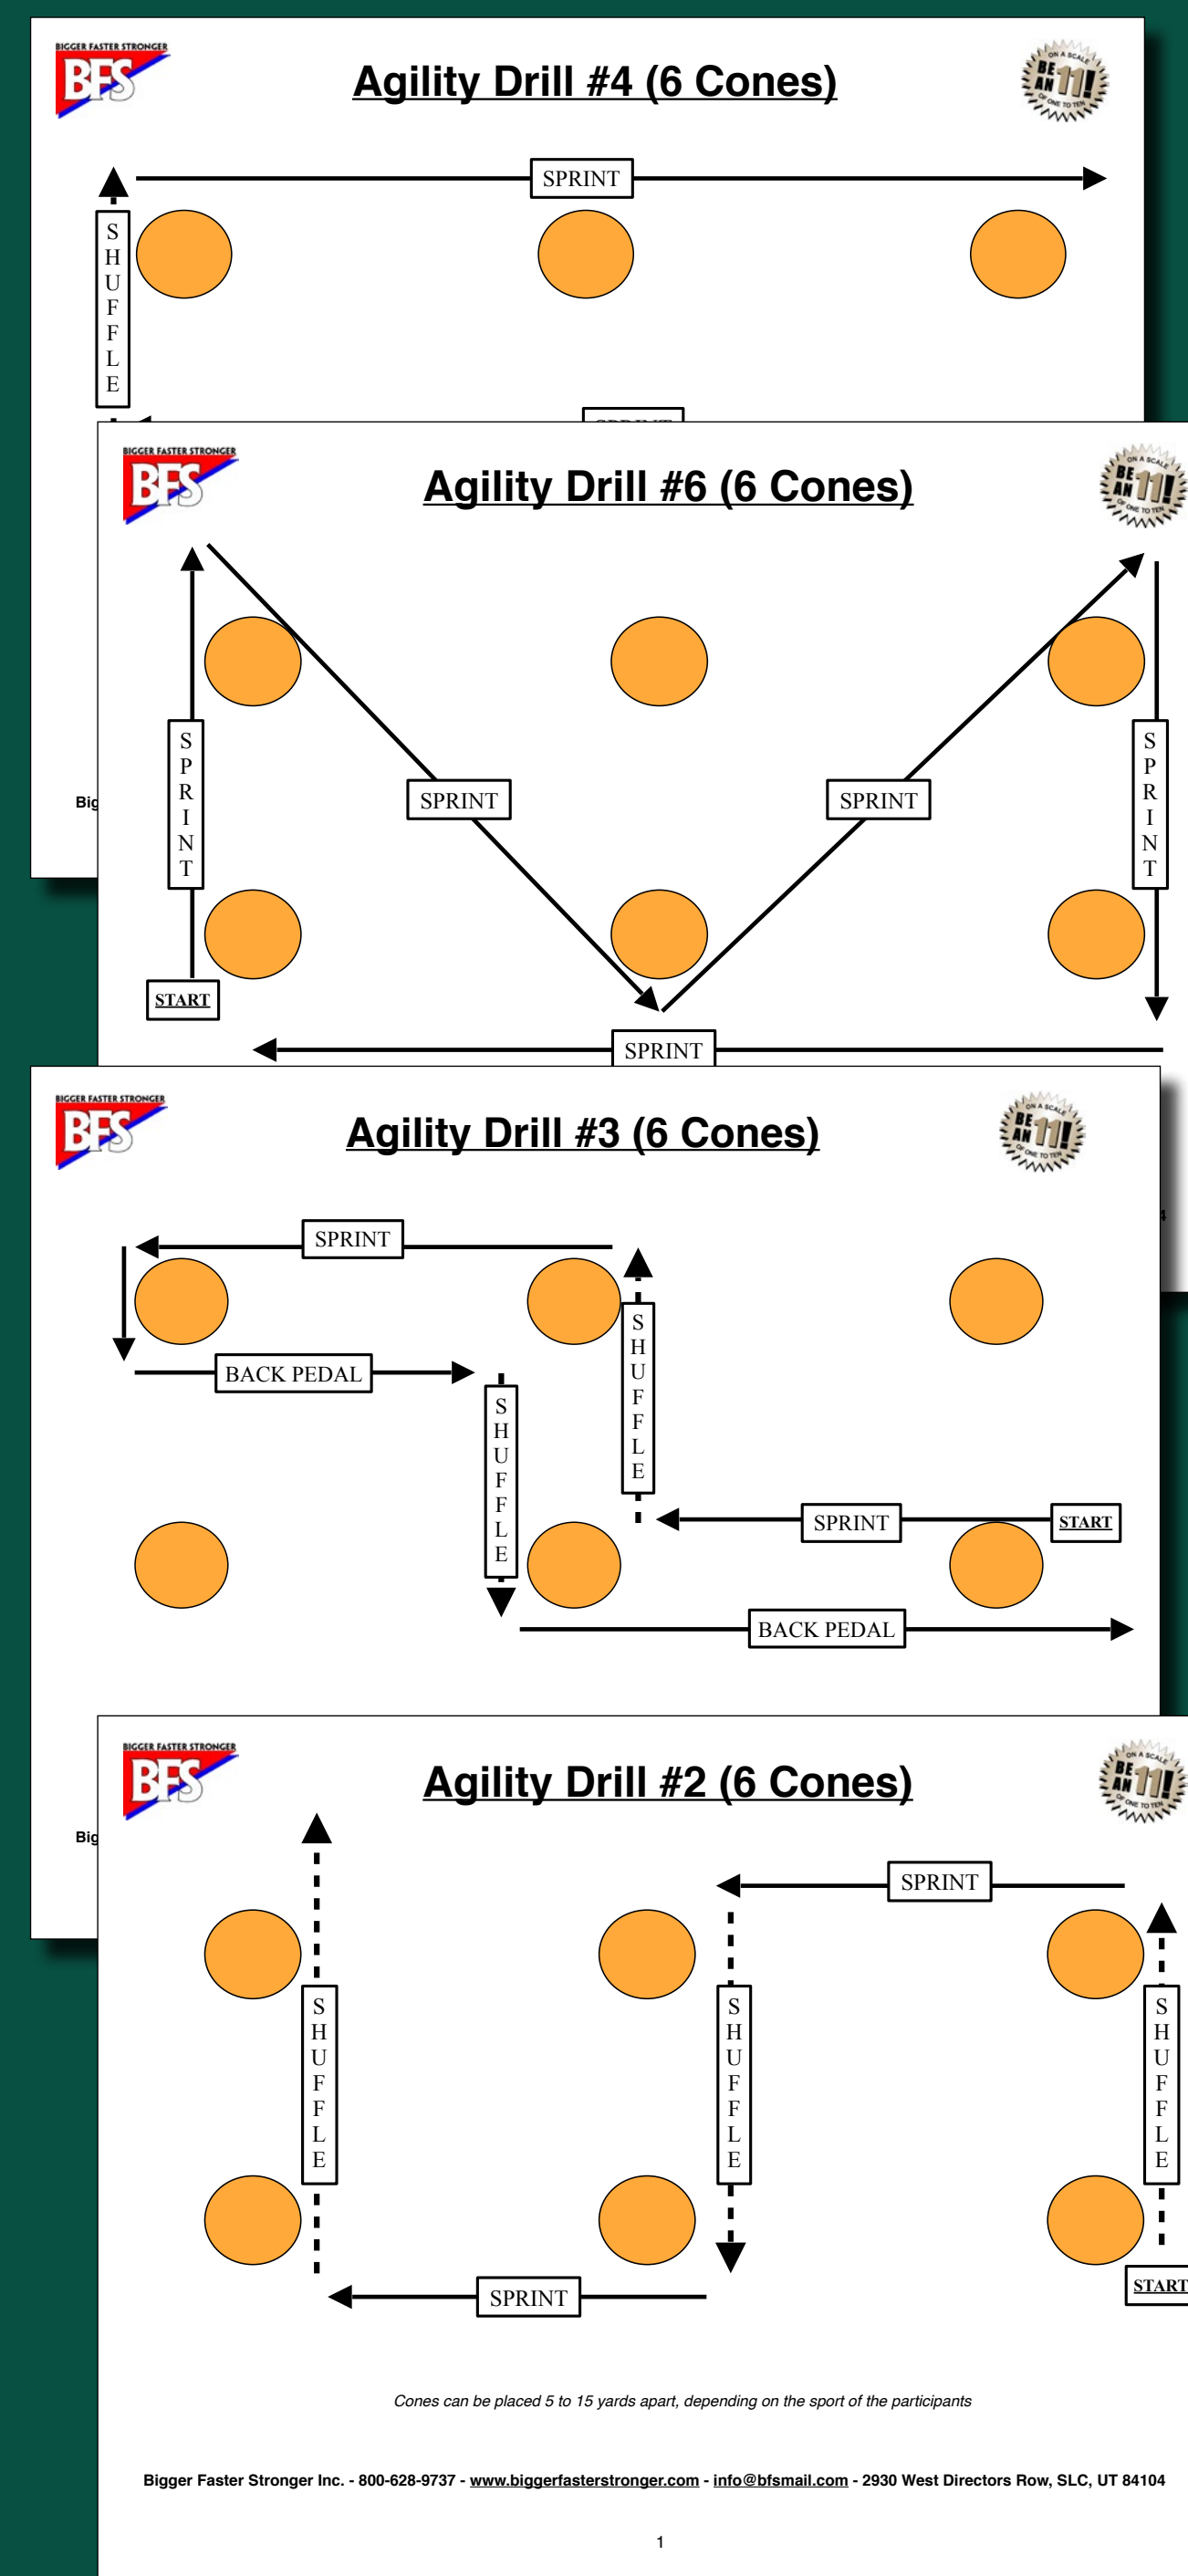 BIGGER FASTER STRONGER
BFS
Agility Drill #4 (6 Cones)
ON A SCALE
BE
AN 11!
OF ONE TO TEN
SPRINT
SHUFFLE
SPRINT
Big
BIGGER FASTER STRONGER
BFS
Agility Drill #6 (6 Cones)
ON A SCALE
BE
AN 11!
OF ONE TO TEN
SPRINT
SPRINT
SPRINT
SPRINT
START
SPRINT
4
BIGGER FASTER STRONGER
BFS
Agility Drill #3 (6 Cones)
ON A SCALE
BE
AN 11!
OF ONE TO TEN
SPRINT
SHUFFLE
BACK PEDAL
SHUFFLE
SPRINT
START
BACK PEDAL
Big
BIGGER FASTER STRONGER
BFS
Agility Drill #2 (6 Cones)
ON A SCALE
BE
AN 11!
OF ONE TO TEN
SPRINT
SHUFFLE
SHUFFLE
SHUFFLE
START
SPRINT
Cones can be placed 5 to 15 yards apart, depending on the sport of the participants
Bigger Faster Stronger Inc. - 800-628-9737 - www.biggerfasterstronger.com - info@bfsmail.com - 2930 West Directors Row, SLC, UT 84104
1